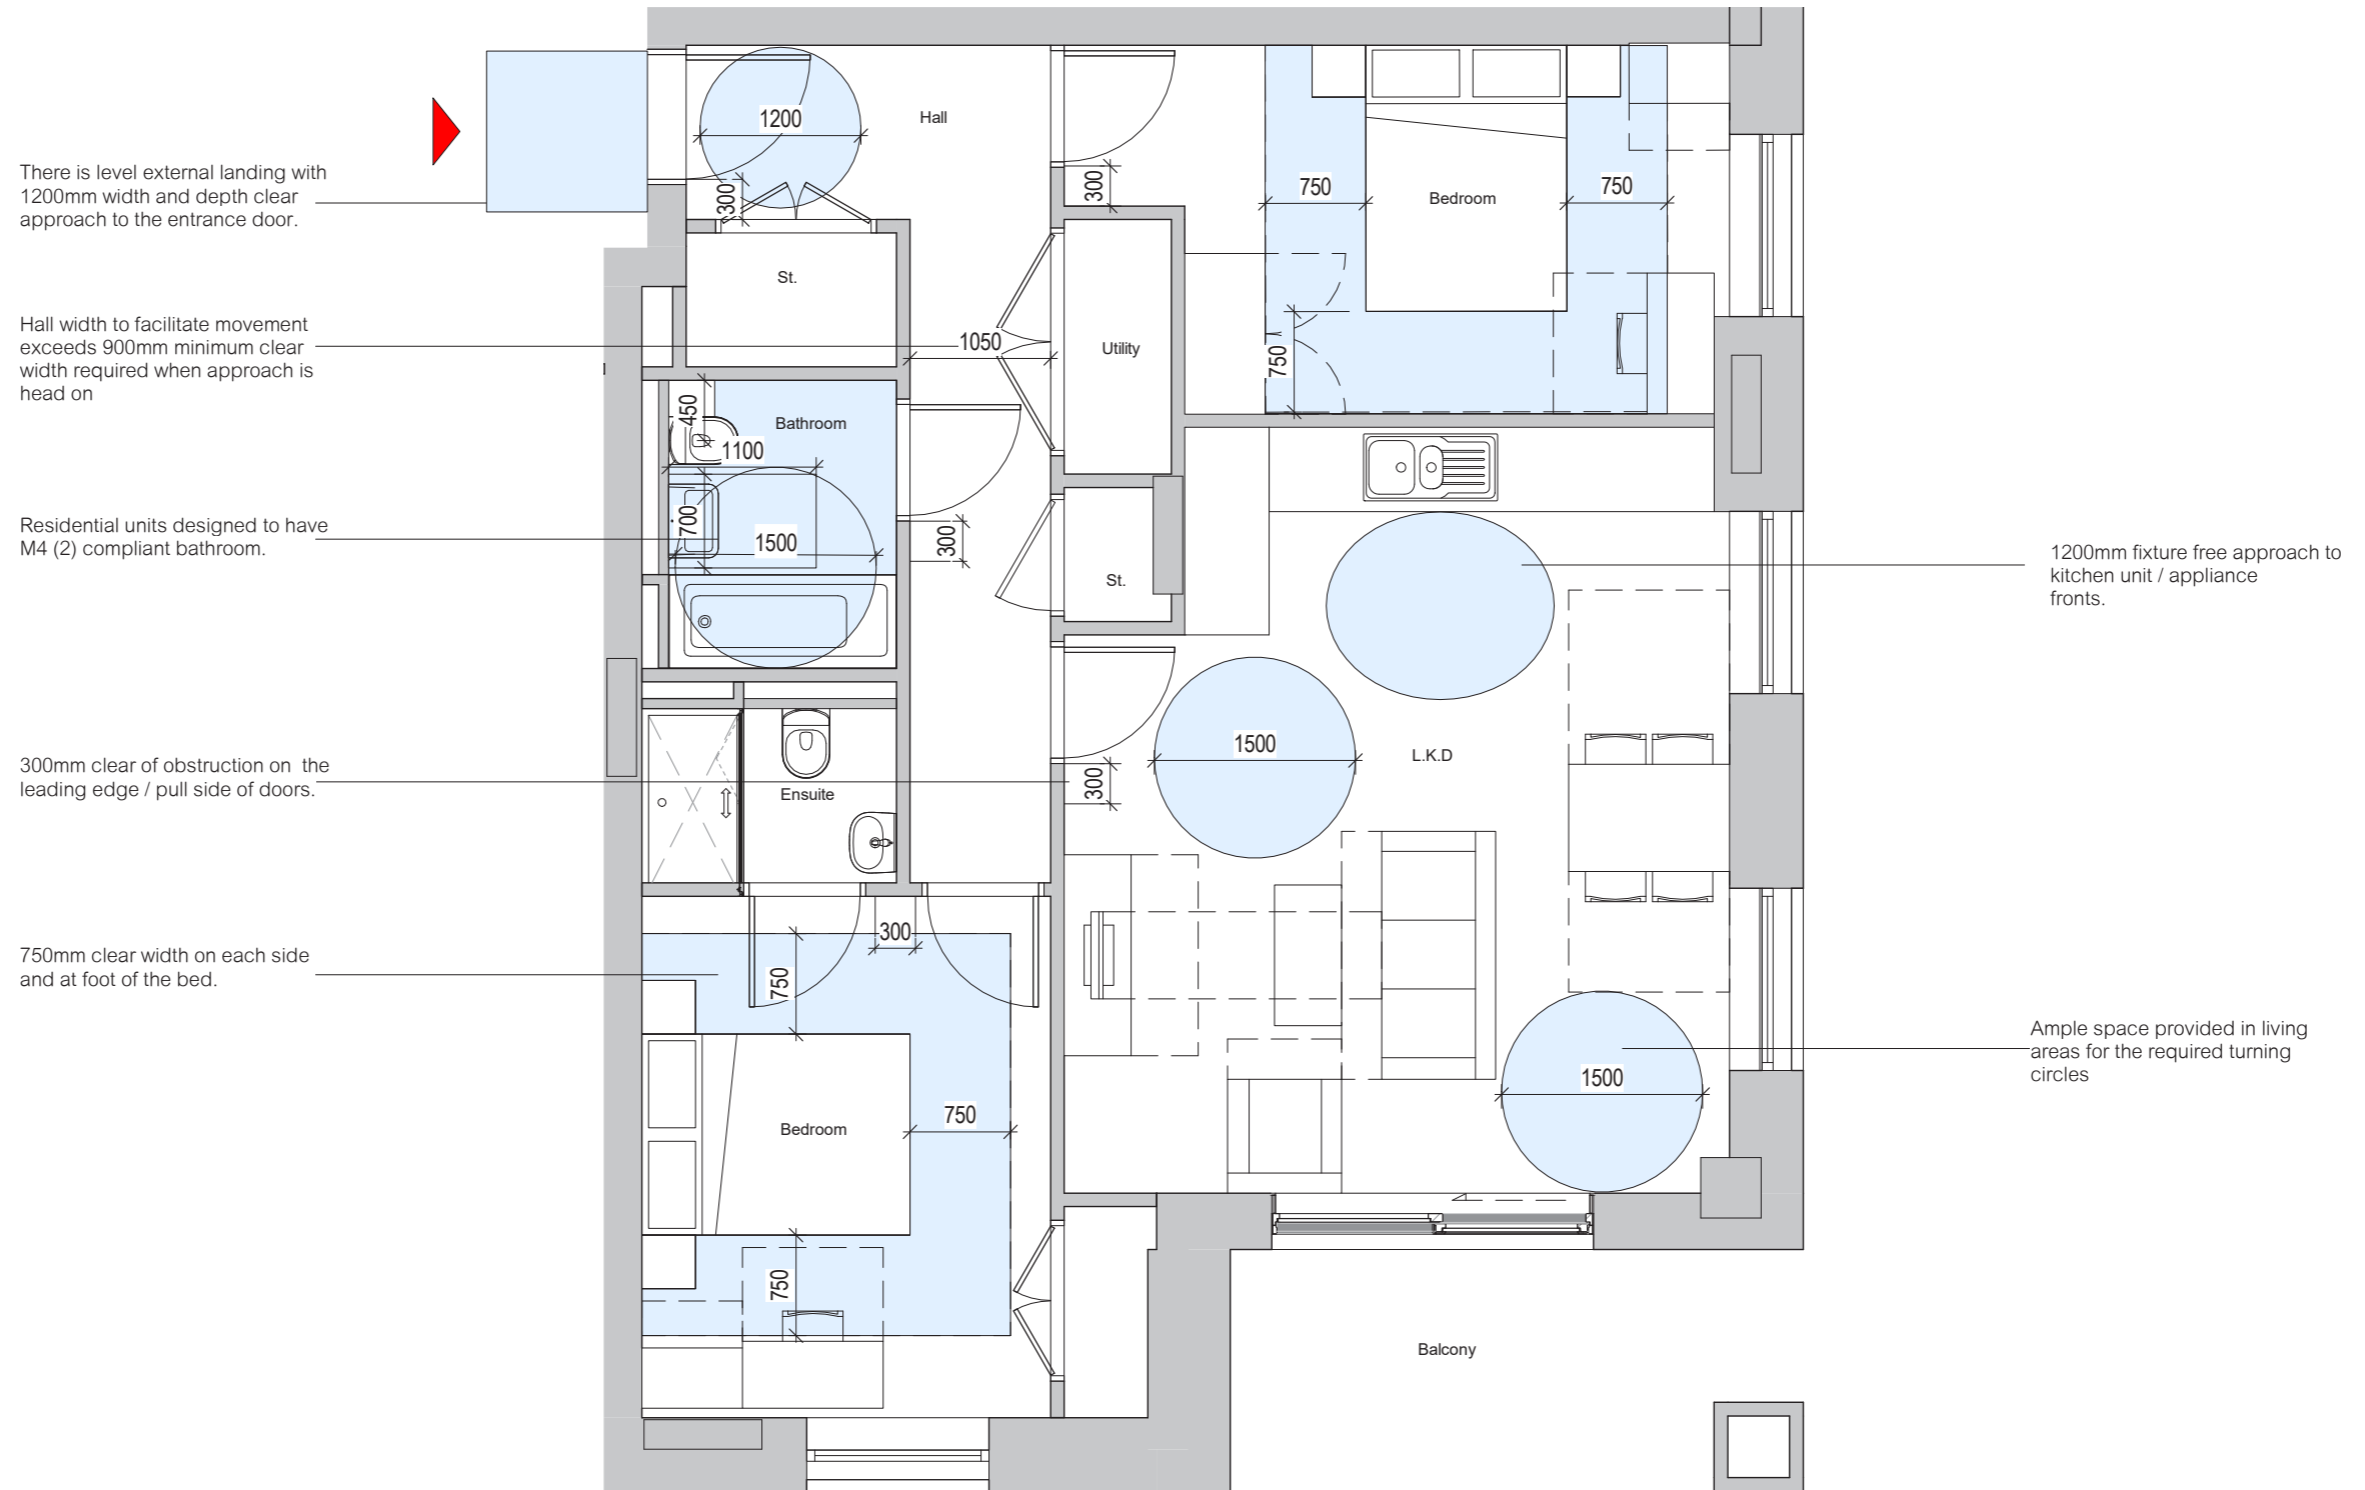 There is level external landing with
1200mm width and depth clear
approach to the entrance door.
Hall width to facilitate movement
exceeds 900mm minimum clear
width required when approach is
head on
Residential units designed to have
M4 (2) compliant bathroom.
300mm clear of obstruction on the
leading edge / pull side of doors.
750mm clear width on each side
and at foot of the bed.
1200
Hall
300
300
St.
1050
Utility
750
Bedroom
750
750
450
Bathroom
1100
700
1500
300
St.
Ensuite
300
1500
L.K.D
300
750
Bedroom
750
750
1500
Balcony
1200mm fixture free approach to
kitchen unit / appliance
fronts.
Ample space provided in living
areas for the required turning
circles